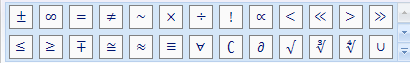 ± ∞ = ≠ ~ × ÷ ! ∝ < ≪ > ≫
≤ ≥ ∓ ≅ ≈ ≡ ∀ ∁ ∂ √ ∛ ∜ ∪